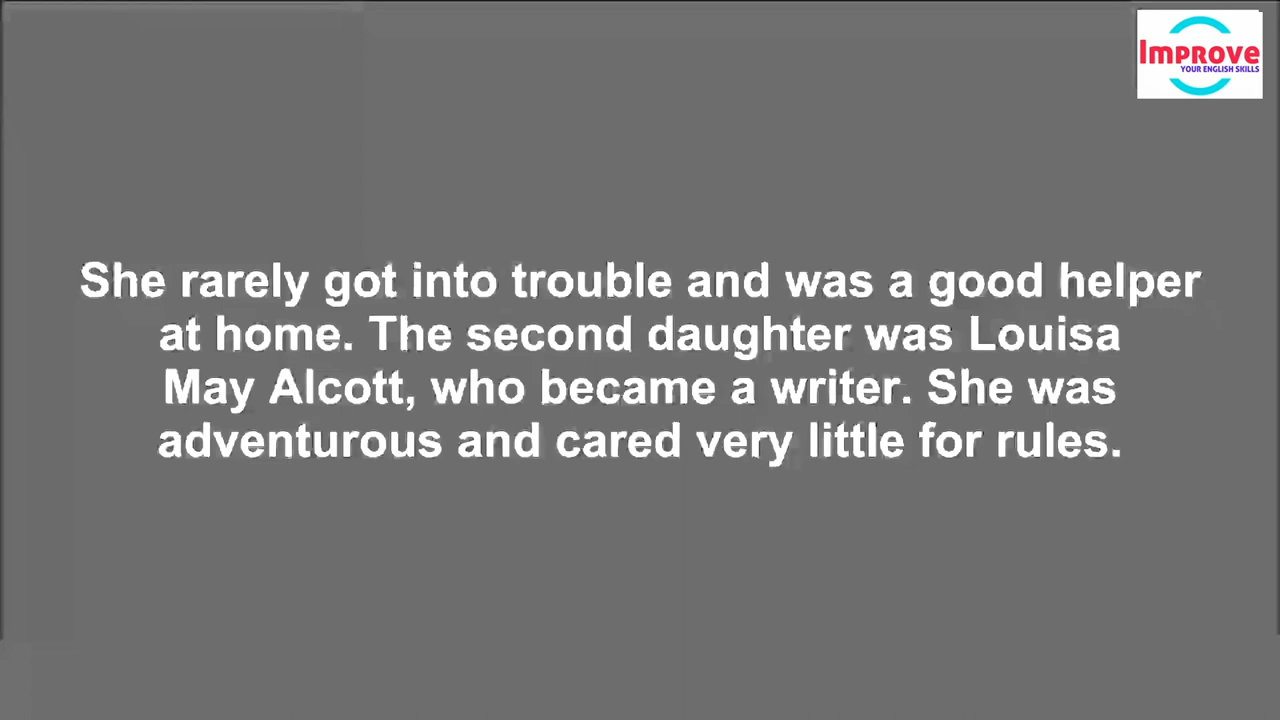 Improve
YOUR ENGLISH SKILLS
She rarely got into trouble and was a good helper
at home. The second daughter was Louisa
May Alcott, who became a writer. She was
adventurous and cared very little for rules.